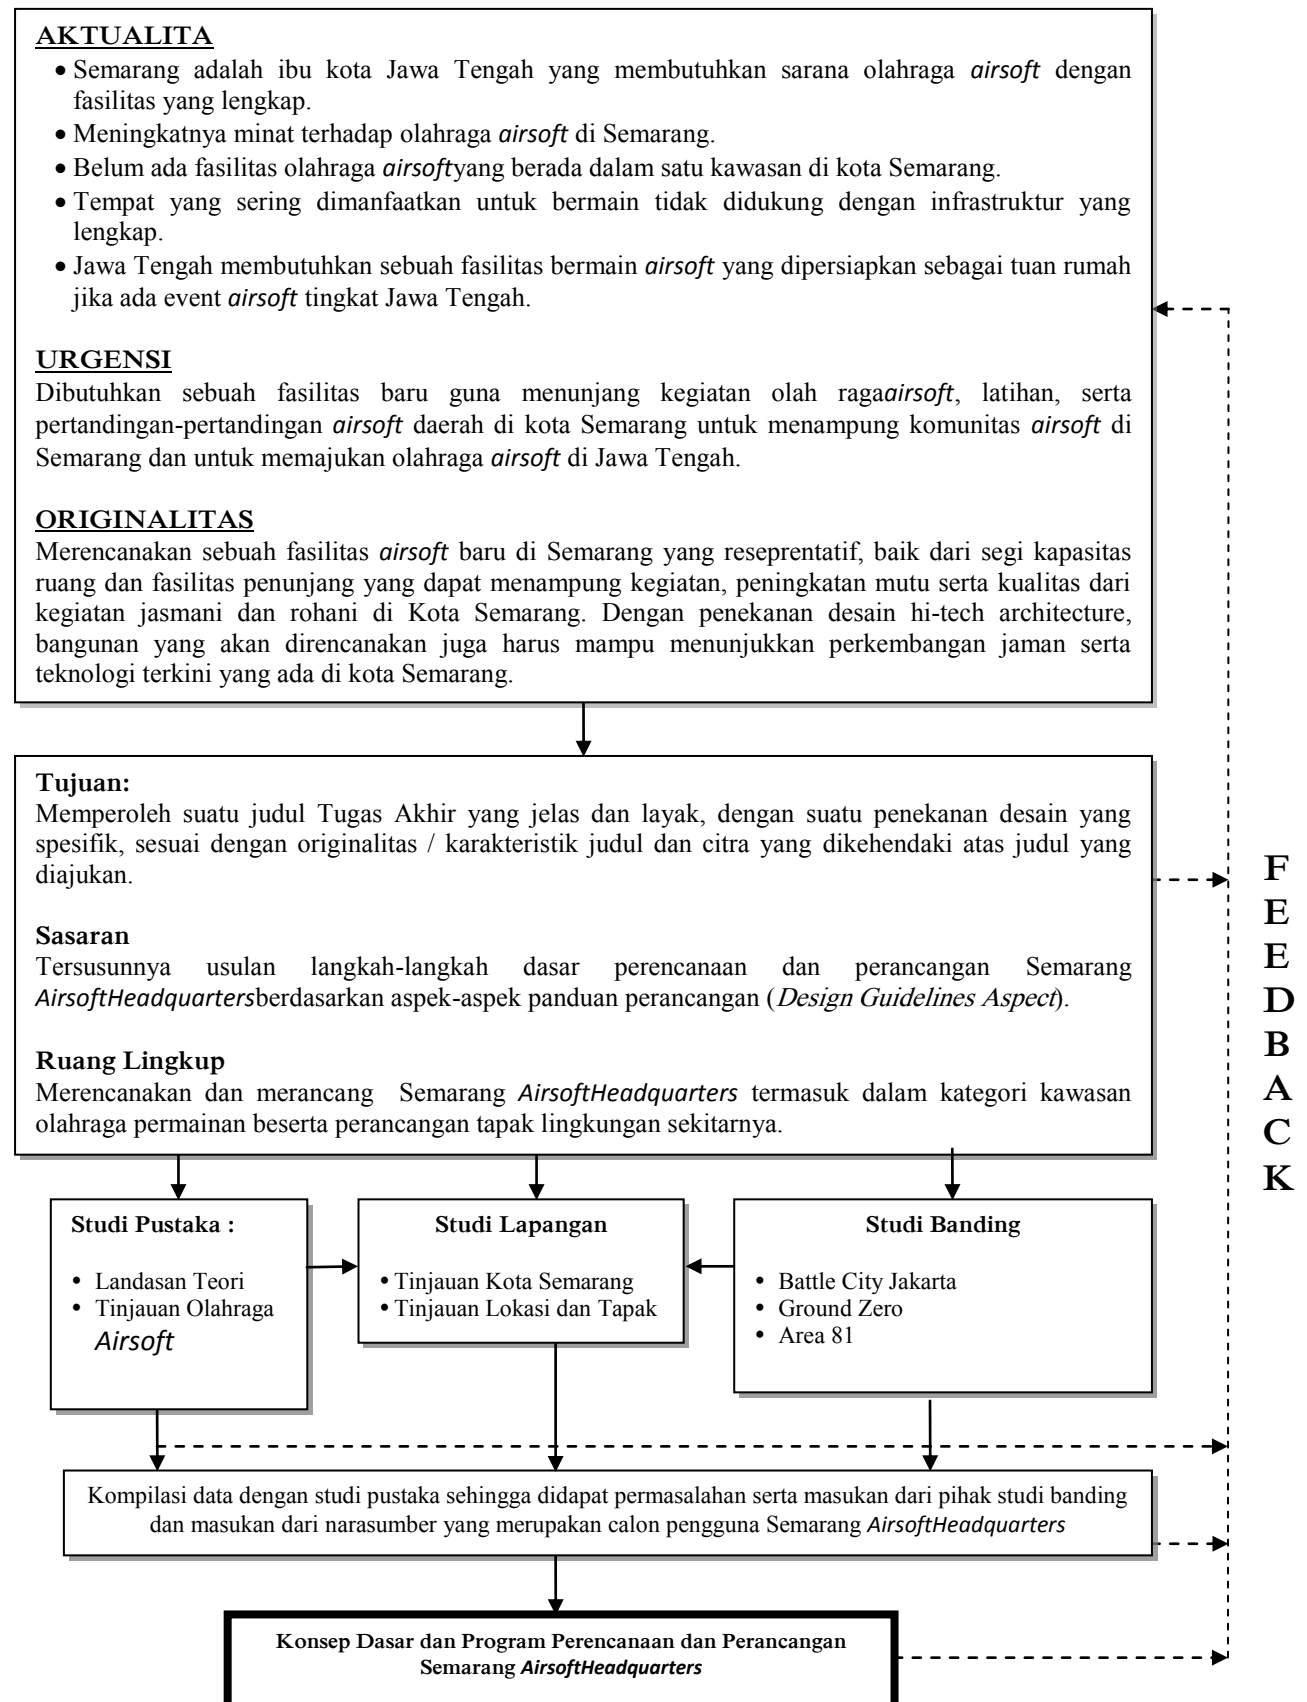 AKTUALITA
• Semarang adalah ibu kota Jawa Tengah yang membutuhkan sarana olahraga airsoft dengan
fasilitas yang lengkap.
• Meningkatnya minat terhadap olahraga airsoft di Semarang.
• Belum ada fasilitas olahraga airsoftyang berada dalam satu kawasan di kota Semarang.
• Tempat yang sering dimanfaatkan untuk bermain tidak didukung dengan infrastruktur yang
lengkap.
• Jawa Tengah membutuhkan sebuah fasilitas bermain airsoft yang dipersiapkan sebagai tuan rumah
jika ada event airsoft tingkat Jawa Tengah.
URGENSI
Dibutuhkan sebuah fasilitas baru guna menunjang kegiatan olah ragaairsoft, latihan, serta
pertandingan-pertandingan airsoft daerah di kota Semarang untuk menampung komunitas airsoft di
Semarang dan untuk memajukan olahraga airsoft di Jawa Tengah.
ORIGINALITAS
Merencanakan sebuah fasilitas airsoft baru di Semarang yang reseprentatif, baik dari segi kapasitas
ruang dan fasilitas penunjang yang dapat menampung kegiatan, peningkatan mutu serta kualitas dari
kegiatan jasmani dan rohani di Kota Semarang. Dengan penekanan desain hi-tech architecture,
bangunan yang akan direncanakan juga harus mampu menunjukkan perkembangan jaman serta
teknologi terkini yang ada di kota Semarang.
Tujuan:
Memperoleh suatu judul Tugas Akhir yang jelas dan layak, dengan suatu penekanan desain yang
spesifik, sesuai dengan originalitas / karakteristik judul dan citra yang dikehendaki atas judul yang
diajukan.
Sasaran
Tersusunnya usulan langkah-langkah dasar perencanaan dan perancangan Semarang
AirsoftHeadquartersberdasarkan aspek-aspek panduan perancangan (Design Guidelines Aspect).
Ruang Lingkup
Merencanakan dan merancang Semarang AirsoftHeadquarters termasuk dalam kategori kawasan
olahraga permainan beserta perancangan tapak lingkungan sekitarnya.
Studi Pustaka :
• Landasan Teori
• Tinjauan Olahraga
Airsoft
Studi Lapangan
• Tinjauan Kota Semarang
• Tinjauan Lokasi dan Tapak
Studi Banding
• Battle City Jakarta
• Ground Zero
• Area 81
Kompilasi data dengan studi pustaka sehingga didapat permasalahan serta masukan dari pihak studi banding
dan masukan dari narasumber yang merupakan calon pengguna Semarang AirsoftHeadquarters
Konsep Dasar dan Program Perencanaan dan Perancangan
Semarang AirsoftHeadquarters
F
E
E
D
B
A
C
K